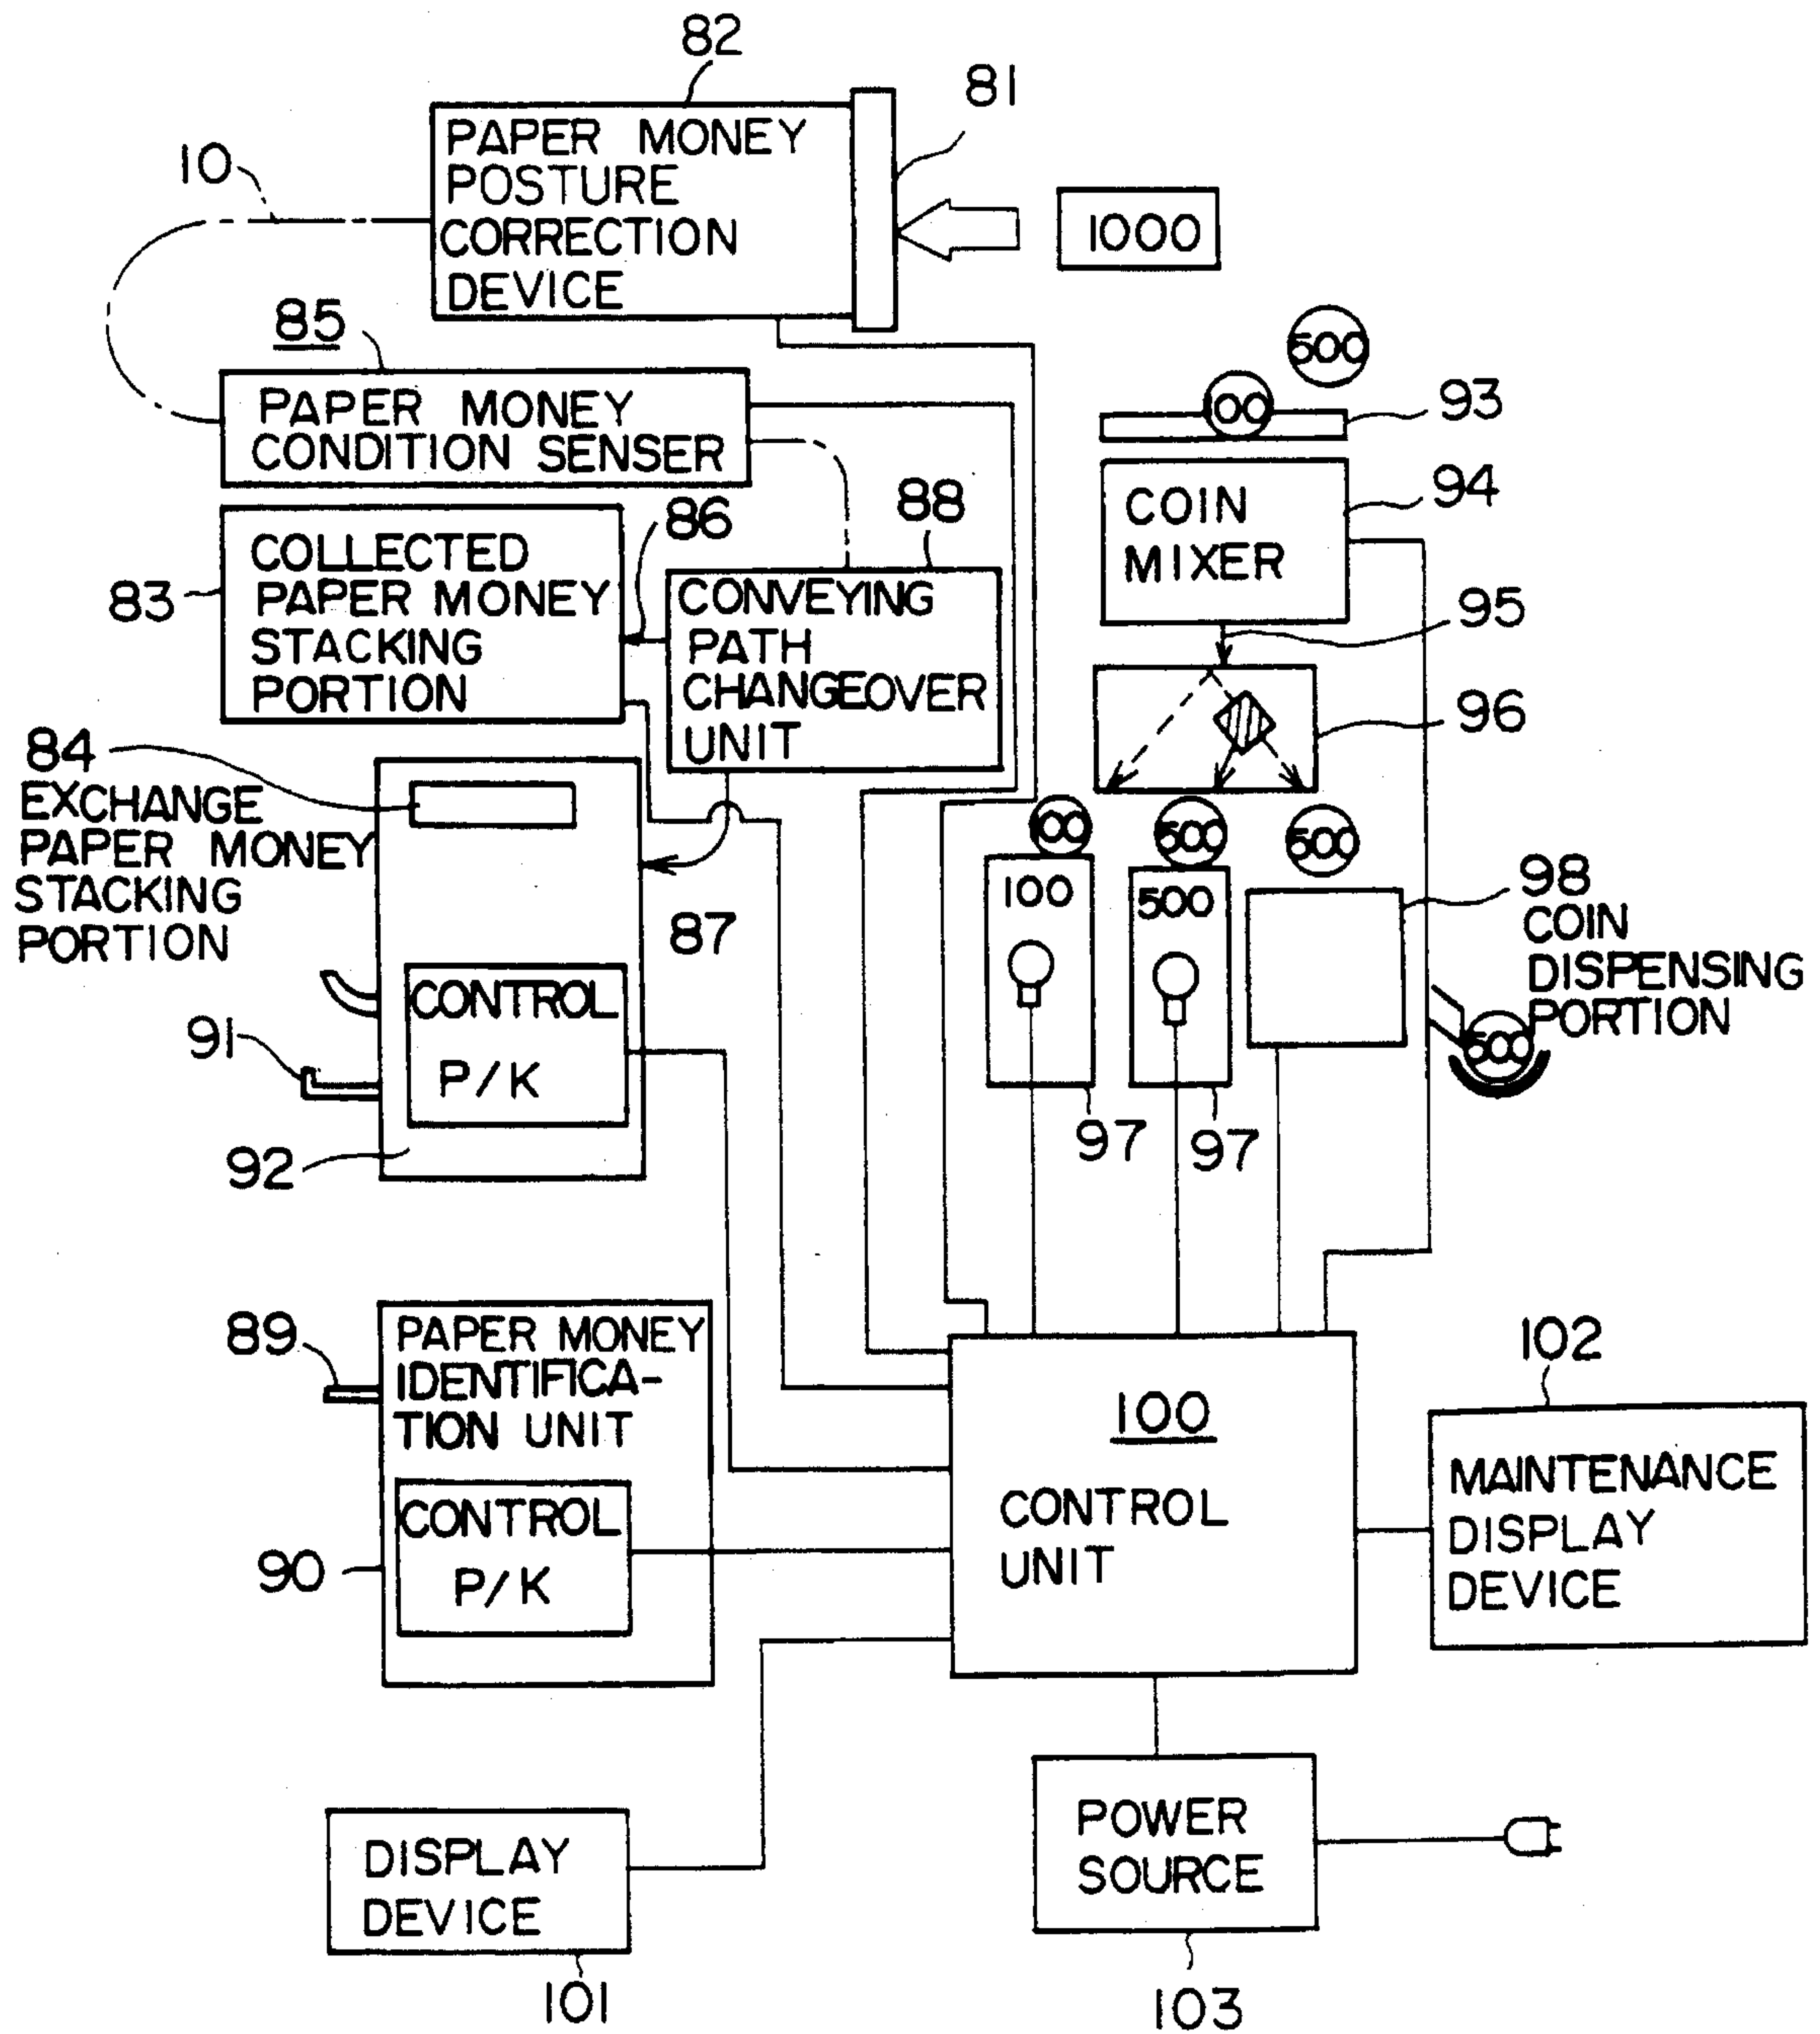 82
81
10
PAPER MONEY
POSTURE
CORRECTION
DEVICE
1000
85
500
00
93
PAPER MONEY
CONDITION SENSER
94
COIN
MIXER
86
88
COLLECTED
PAPER MONEY
STACKING
PORTION
83
CONVEYING
PATH
CHANGEOVER
UNIT
95
96
84
EXCHANGE
PAPER MONEY
STACKING
PORTION
00
500
500
100
500
98
COIN
DISPENSING
PORTION
500
87
CONTROL
P/K
91
92
97
97
89
PAPER MONEY
IDENTIFICA-
TION UNIT
CONTROL
P/K
90
100
CONTROL
UNIT
102
MAINTENANCE
DISPLAY
DEVICE
POWER
SOURCE
103
DISPLAY
DEVICE
101